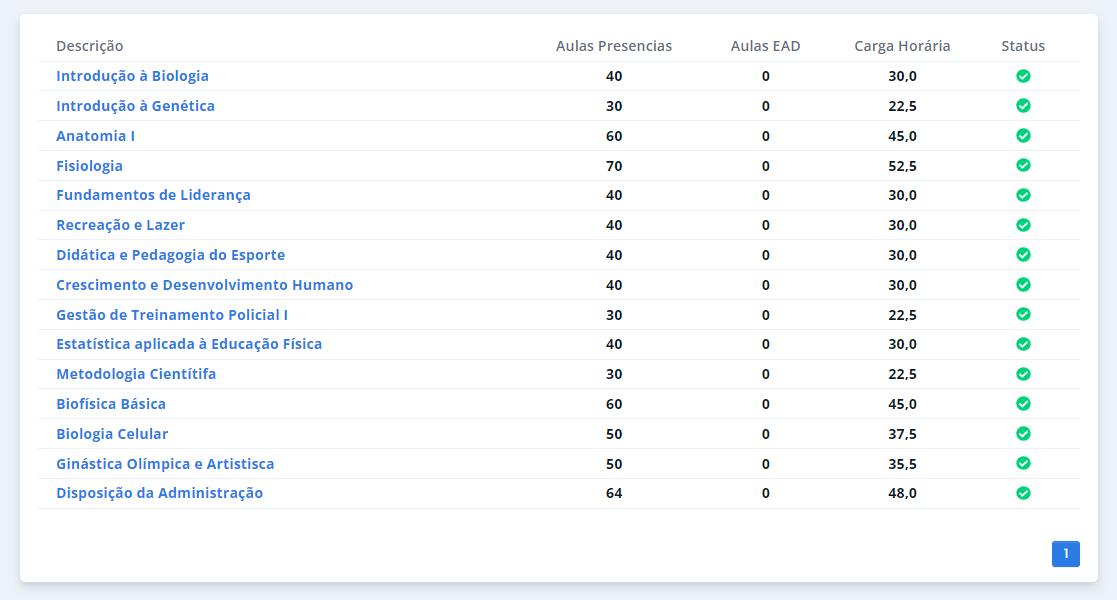 Descrição Aulas Presencias Aulas EAD Carga Horária Status
Introdução à Biologia 40 0 30,0
Introdução à Genética 30 0 22,5
Anatomia I 60 0 45,0
Fisiologia 70 0 52,5
Fundamentos de Liderança 40 0 30,0
Recreação e Lazer 40 0 30,0
Didática e Pedagogia do Esporte 40 0 30,0
Crescimento e Desenvolvimento Humano 40 0 30,0
Gestão de Treinamento Policial I 30 0 22,5
Estatística aplicada à Educação Física 40 0 30,0
Metodologia Cientítifa 30 0 22,5
Biofísica Básica 60 0 45,0
Biologia Celular 50 0 37,5
Ginástica Olímpica e Artistisca 50 0 35,5
Disposição da Administração 64 0 48,0
1